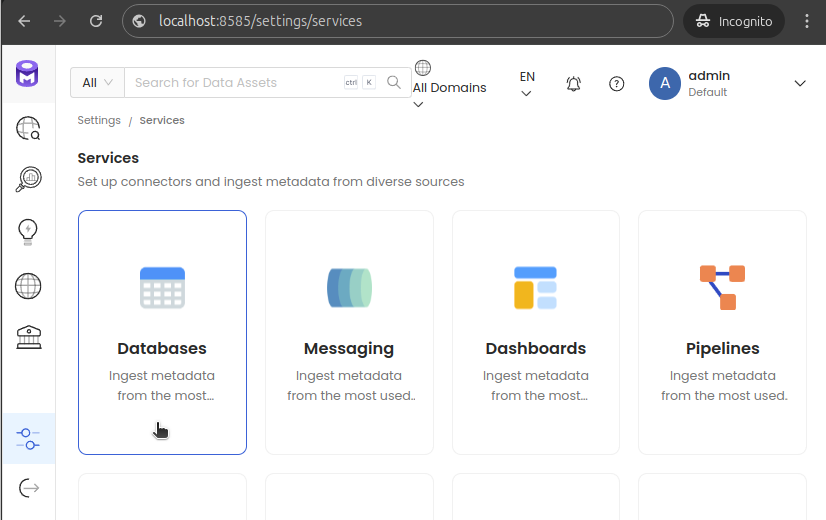 localhost:8585/settings/services
Incognito
All
Search for Data Assets
ctrl K
All Domains
EN
A
admin
Default
Settings / Services
Services
Set up connectors and ingest metadata from diverse sources
Databases
Ingest metadata
from the most...
Messaging
Ingest metadata
from the most used..
Dashboards
Ingest metadata
from the most...
Pipelines
Ingest metadata
from the most used.